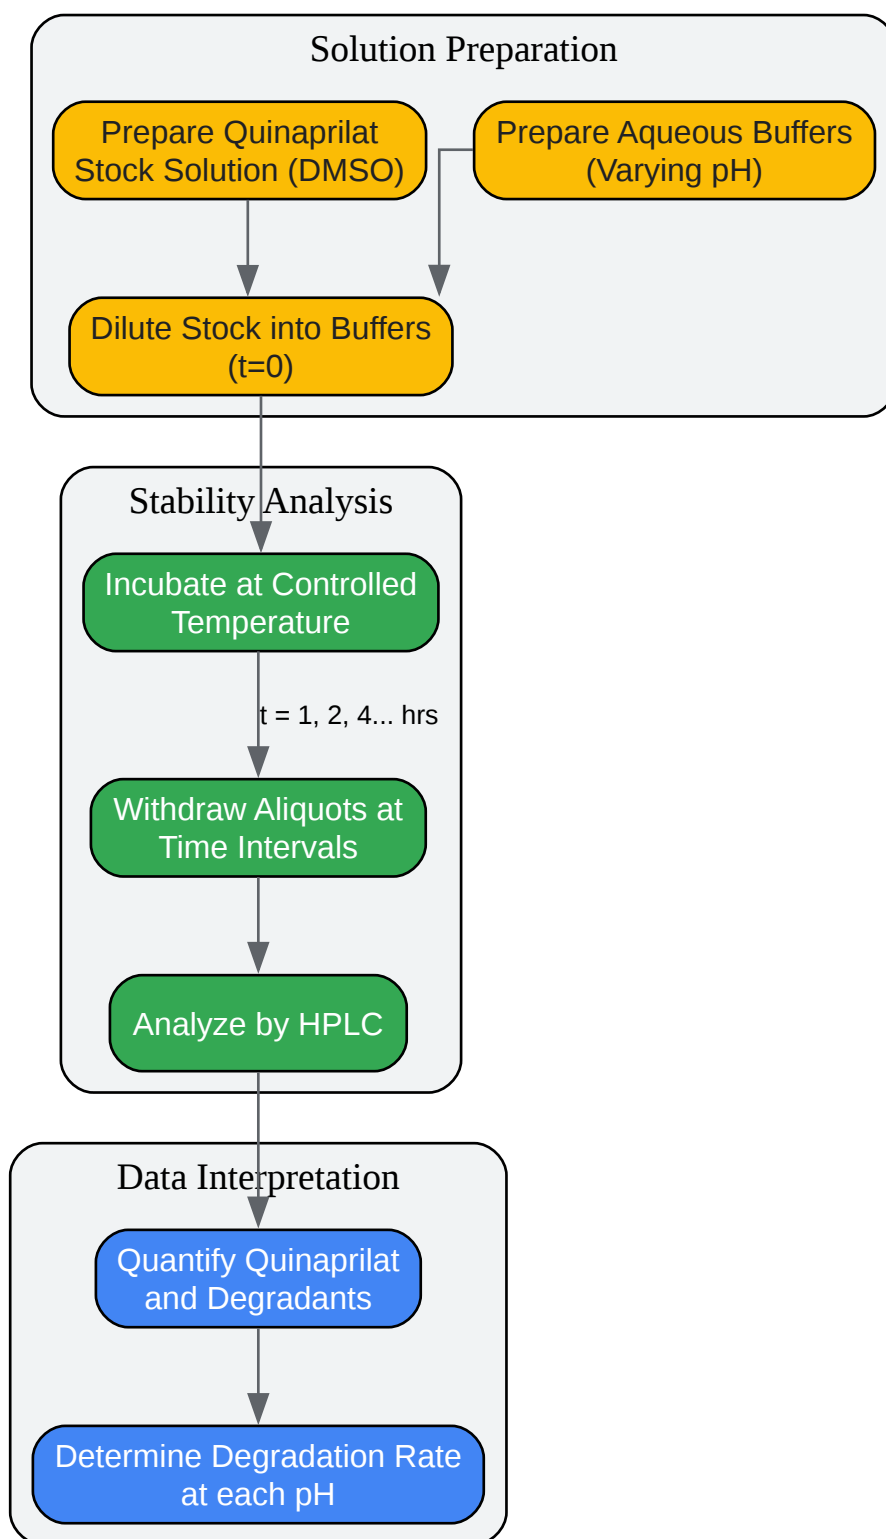 Solution Preparation
Prepare Quinaprilat
Stock Solution (DMSO)
Prepare Aqueous Buffers
(Varying pH)
Dilute Stock into Buffers
(t=0)
Stability Analysis
Incubate at Controlled
Temperature
t = 1, 2, 4... hrs
Withdraw Aliquots at
Time Intervals
Analyze by HPLC
Data Interpretation
Quantify Quinaprilat
and Degradants
Determine Degradation Rate
at each pH